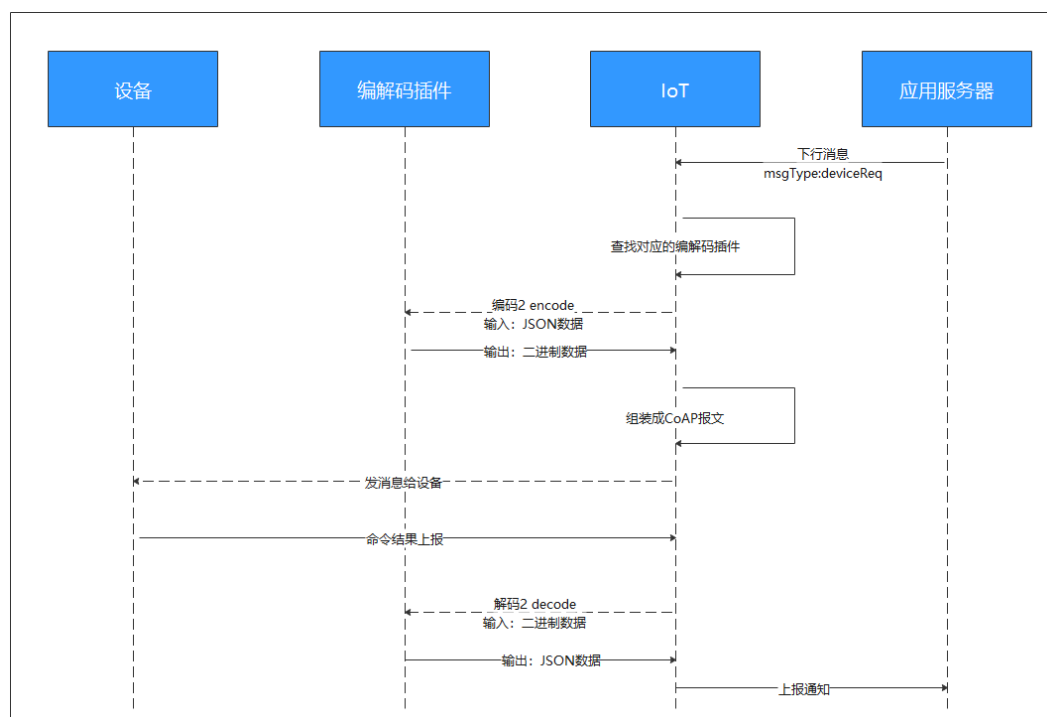 设备
编解码插件
IoT
应用服务器
下行消息
msgType:deviceReq
查找对应的编解码插件
编码2 encode
输入：JSON数据
输出：二进制数据
组装成CoAP报文
发消息给设备
命令结果上报
解码2 decode
输入：二进制数据
输出：JSON数据
上报通知